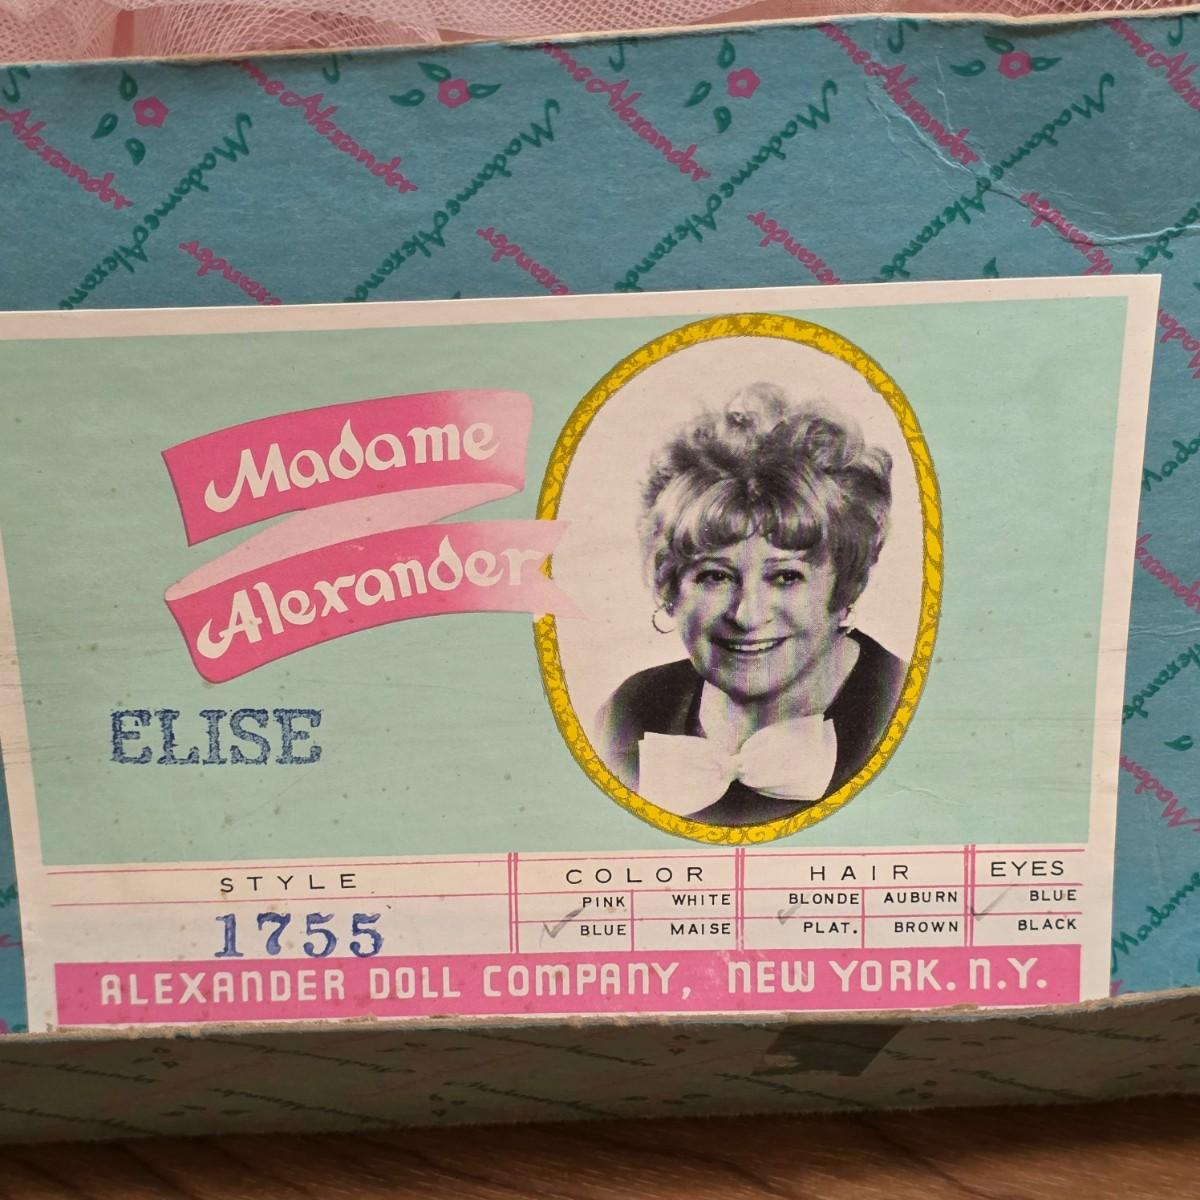 Madame
Alexander
ELISE
STYLE COLOR HAIR EYES
PINK WHITE BLONDE AUBURN BLUE
1755 BLUE MAISE PLAT. BROWN BLACK
ALEXANDER DOLL COMPANY, NEW YORK. N.Y.